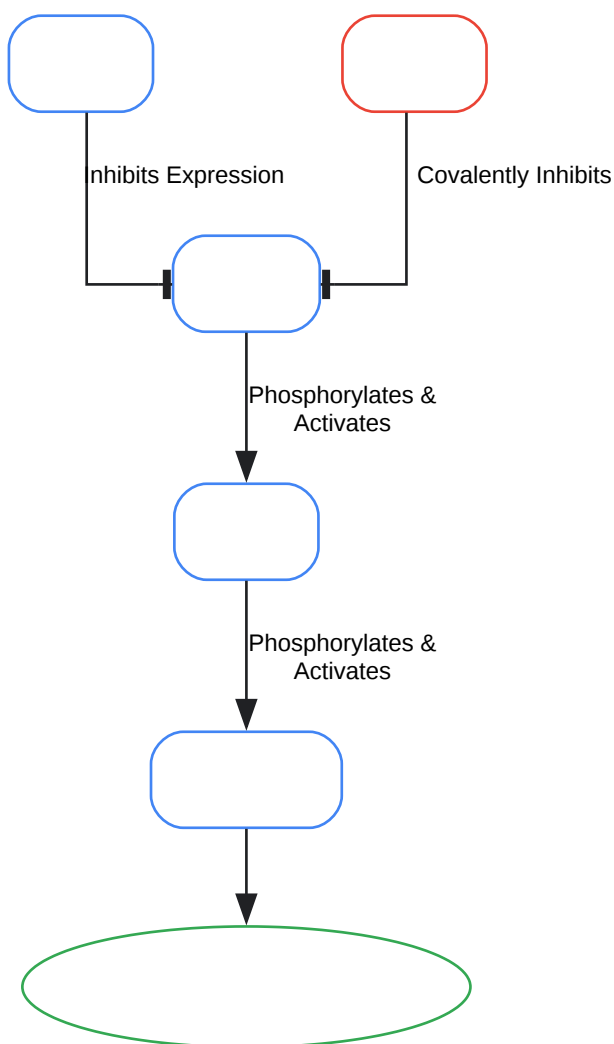 Inhibits Expression
Covalently Inhibits
Phosphorylates &
Activates
Phosphorylates &
Activates